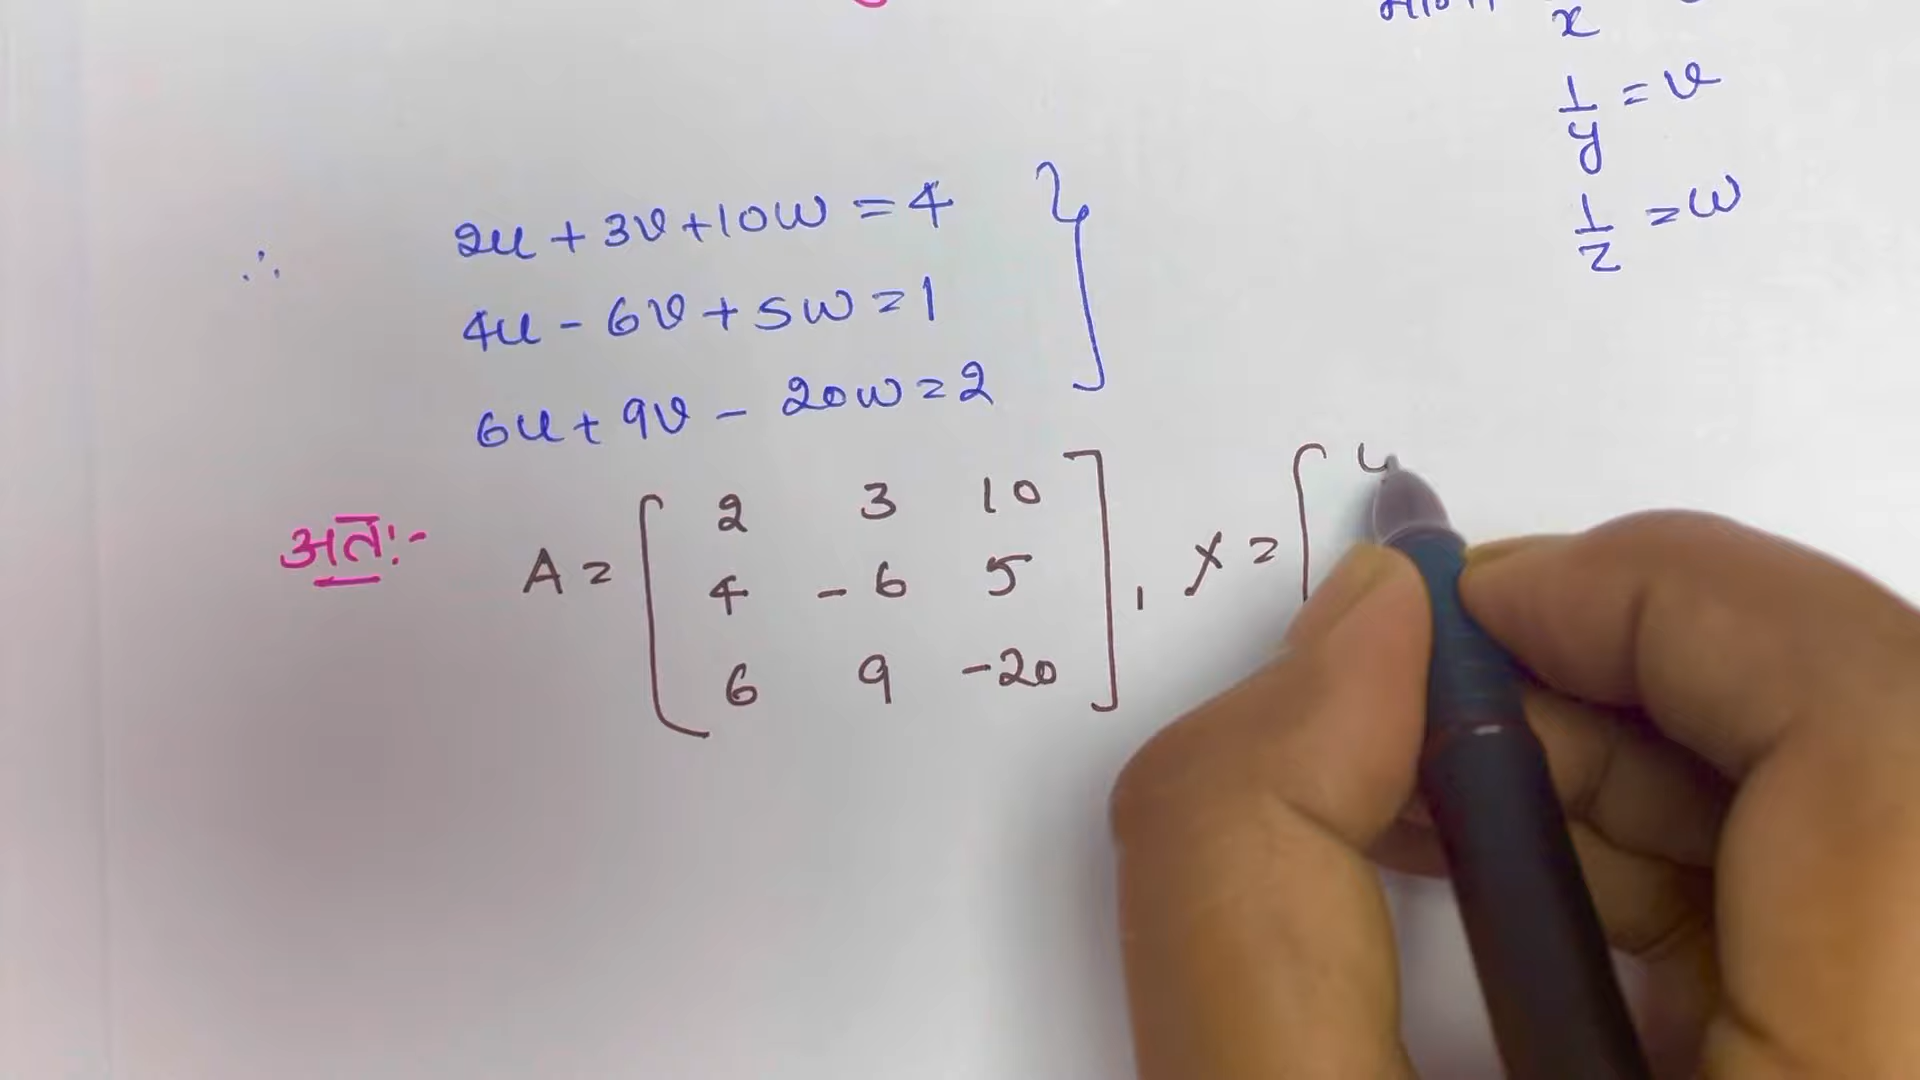 x
1/y = v
1/z = w
∴ 2u + 3v + 10w = 4
4u - 6v + 5w = 1
6u + 9v - 20w = 2
अतः:- A = [ 2 3 10
4 -6 5
6 9 -20 ] , X = [ u